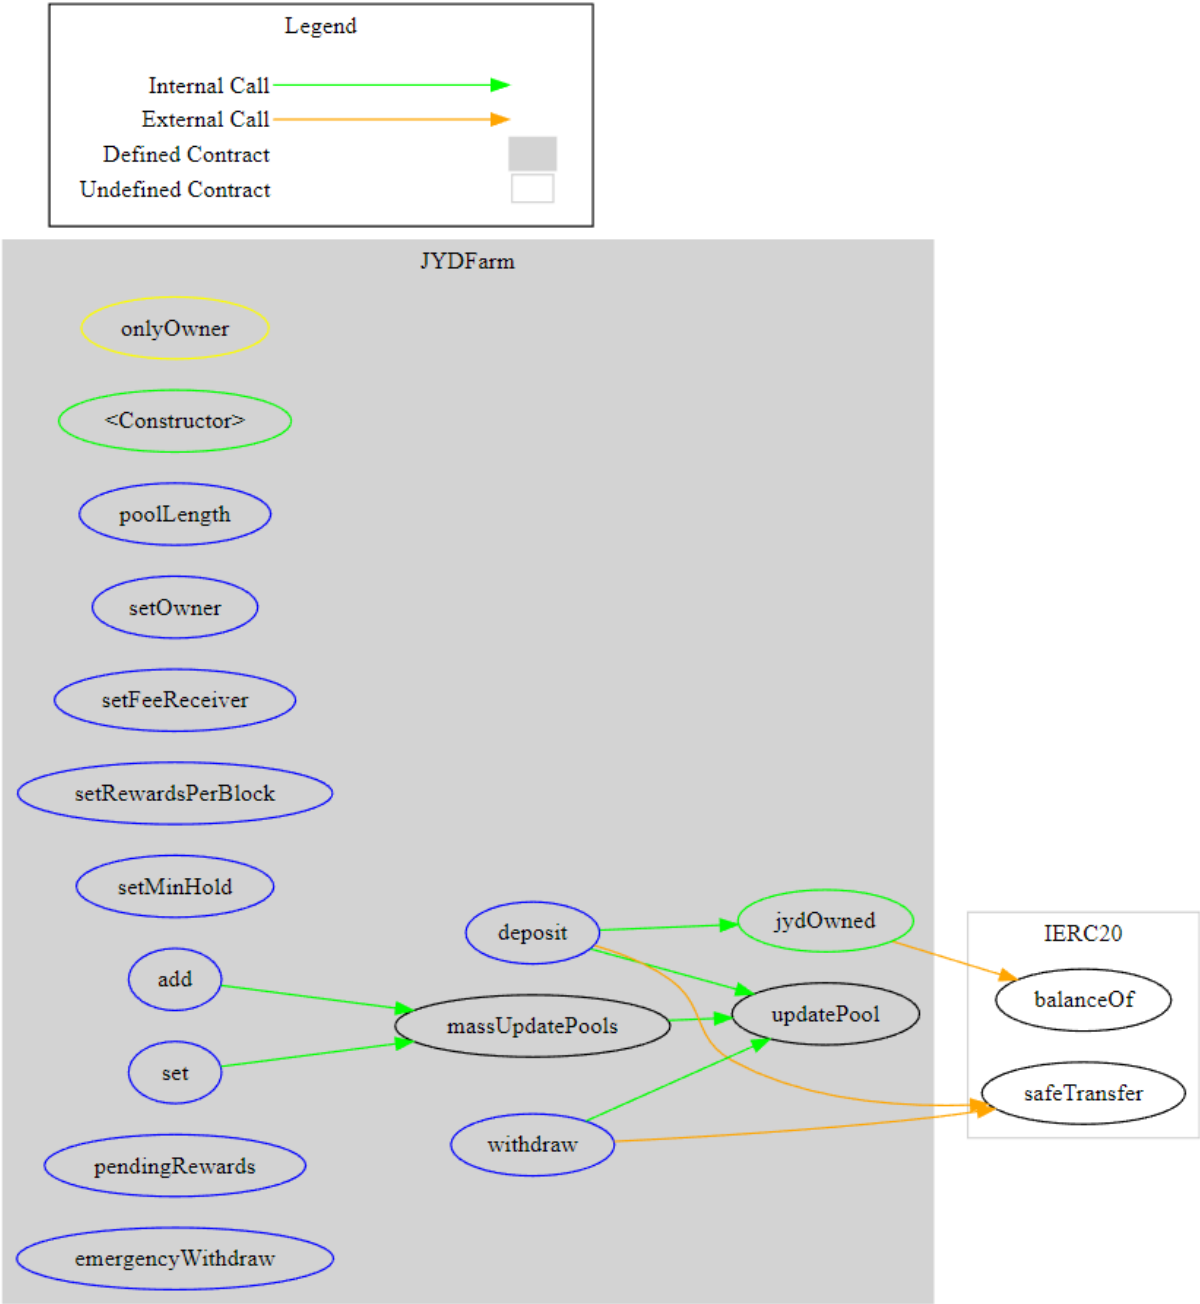 Legend
Internal Call
External Call
Defined Contract
Undefined Contract
JYDFarm
onlyOwner
<Constructor>
poolLength
setOwner
setFeeReceiver
setRewardsPerBlock
setMinHold
add
set
pendingRewards
emergencyWithdraw
deposit
massUpdatePools
withdraw
jydOwned
updatePool
IERC20
balanceOf
safeTransfer